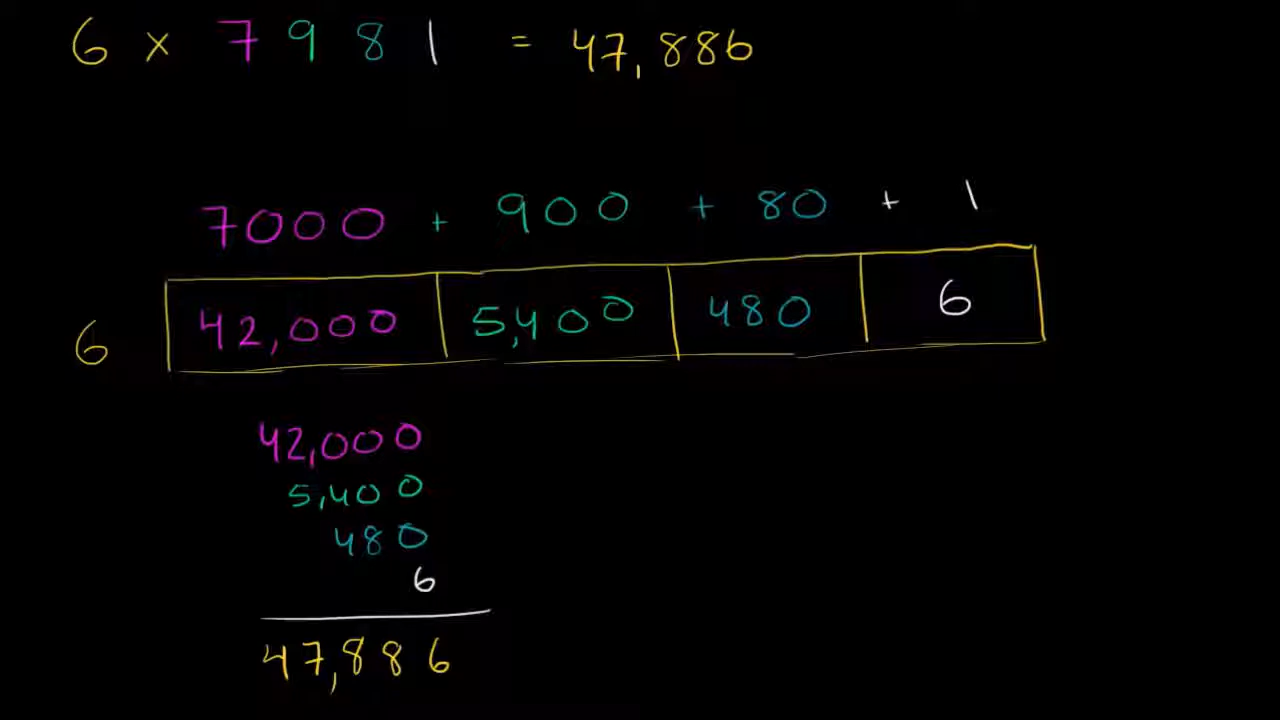 6 × 7981 = 47,886
7000 + 900 + 80 + 1
6 42,000 5,400 480 6
42,000
5,400
480
6
47,886